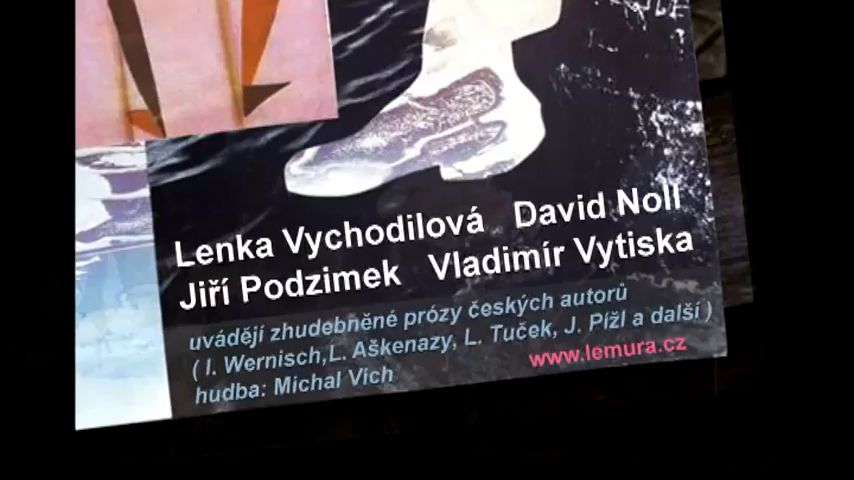 Lenka Vychodilová David Noll
Jiří Podzimek Vladimír Vytiska
uvádějí zhudebněné prózy českých autorů
( I. Wernisch,L. Aškenazy, L. Tuček, J. Pížl a další )
hudba: Michal Vích
www.lemura.cz